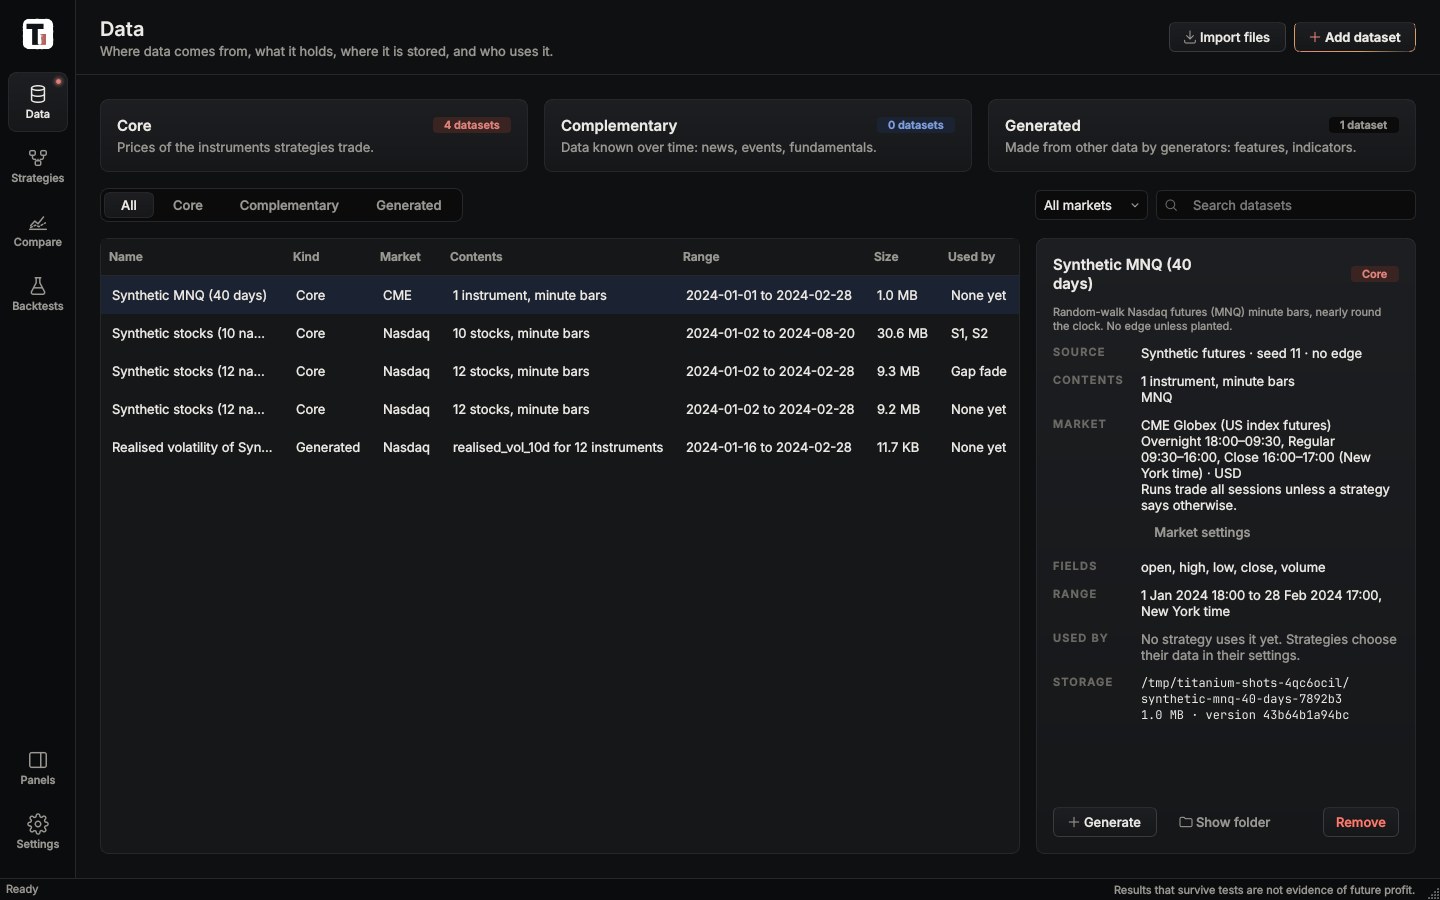 Ti
Data
Where data comes from, what it holds, where it is stored, and who uses it.
Import files
Add dataset
Data
Strategies
Compare
Backtests
Panels
Settings
Core
4 datasets
Prices of the instruments strategies trade.
Complementary
0 datasets
Data known over time: news, events, fundamentals.
Generated
1 dataset
Made from other data by generators: features, indicators.
All Core Complementary Generated
All markets
Search datasets
Name Kind Market Contents Range Size Used by
Synthetic MNQ (40 days) Core CME 1 instrument, minute bars 2024-01-01 to 2024-02-28 1.0 MB None yet
Synthetic stocks (10 na... Core Nasdaq 10 stocks, minute bars 2024-01-02 to 2024-08-20 30.6 MB S1, S2
Synthetic stocks (12 na... Core Nasdaq 12 stocks, minute bars 2024-01-02 to 2024-02-28 9.3 MB Gap fade
Synthetic stocks (12 na... Core Nasdaq 12 stocks, minute bars 2024-01-02 to 2024-02-28 9.2 MB None yet
Realised volatility of Syn... Generated Nasdaq realised_vol_10d for 12 instruments 2024-01-16 to 2024-02-28 11.7 KB None yet
Synthetic MNQ (40
days)
Core
Random-walk Nasdaq futures (MNQ) minute bars, nearly round
the clock. No edge unless planted.
SOURCE Synthetic futures · seed 11 · no edge
CONTENTS 1 instrument, minute bars
MNQ
MARKET CME Globex (US index futures)
Overnight 18:00–09:30, Regular
09:30–16:00, Close 16:00–17:00 (New
York time) · USD
Runs trade all sessions unless a strategy
says otherwise.
Market settings
FIELDS open, high, low, close, volume
RANGE 1 Jan 2024 18:00 to 28 Feb 2024 17:00,
New York time
USED BY No strategy uses it yet. Strategies choose
their data in their settings.
STORAGE /tmp/titanium-shots-4qc6ocil/
synthetic-mnq-40-days-7892b3
1.0 MB · version 43b64b1a94bc
Generate
Show folder
Remove
Ready
Results that survive tests are not evidence of future profit.